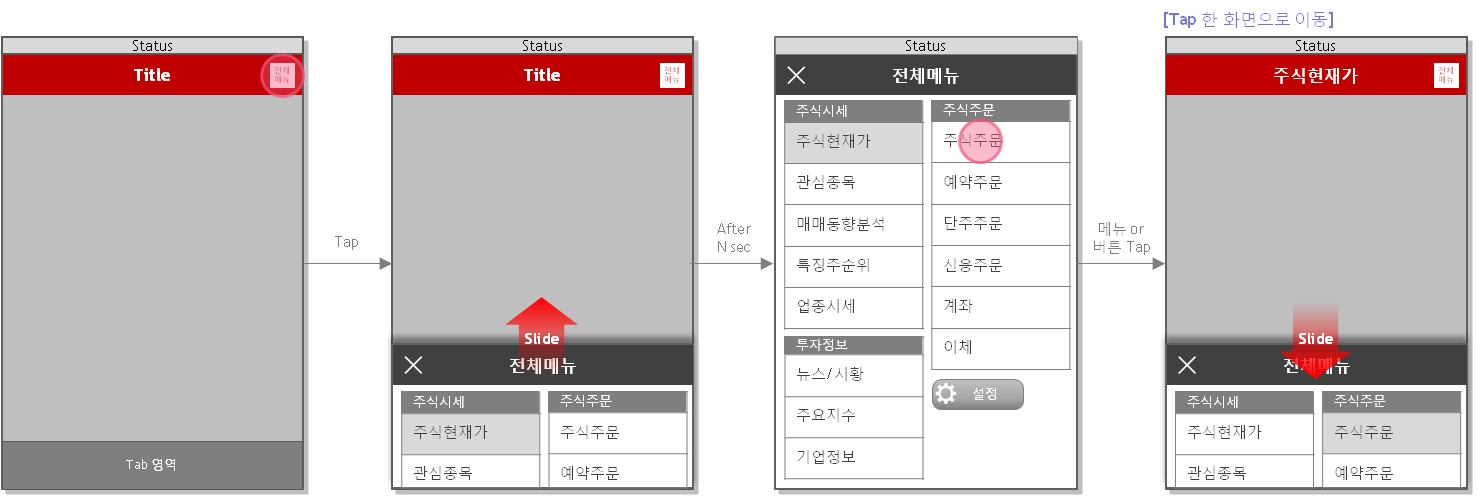 [Tap 한 화면으로 이동]
Status
Title
전체
메뉴
Tab 영역
Tap
Status
Title
전체
메뉴
Slide
전체메뉴
주식시세
주식현재가
관심종목
주식주문
주식주문
예약주문
After
N sec
Status
전체메뉴
주식시세
주식현재가
관심종목
매매동향분석
특징주순위
업종시세
투자정보
뉴스/시황
주요지수
기업정보
주식주문
주식주문
예약주문
단주주문
신용주문
계좌
이체
설정
메뉴 or
버튼 Tap
Status
주식현재가
전체
메뉴
Slide
전체메뉴
주식시세
주식현재가
관심종목
주식주문
주식주문
예약주문